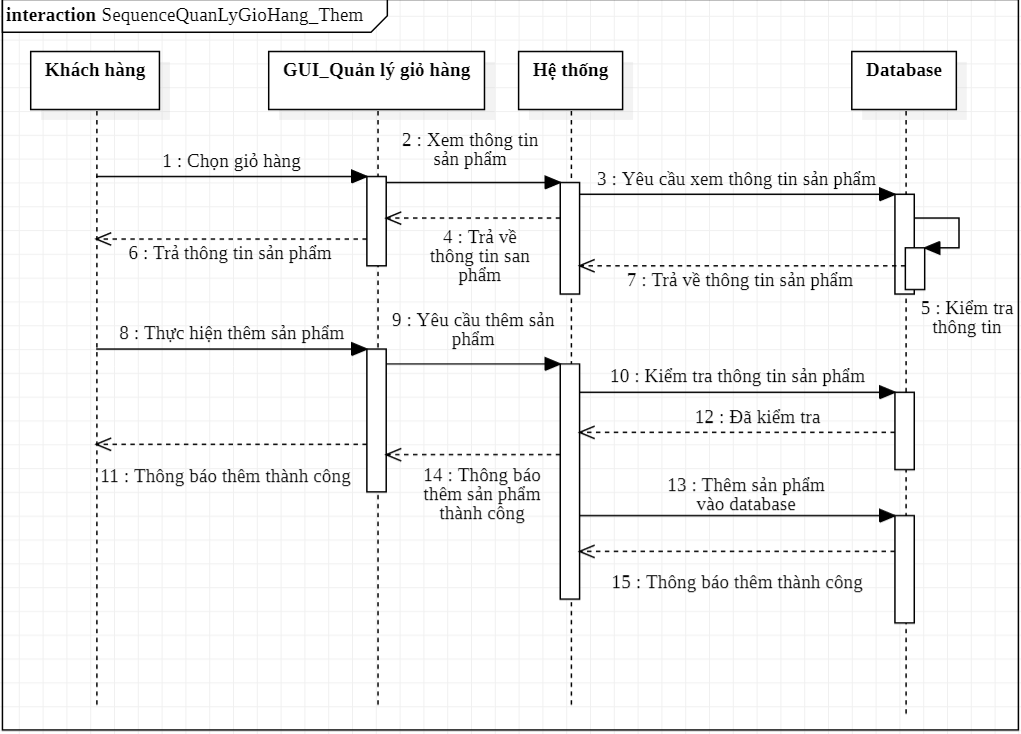 interaction SequenceQuanLyGioHang_Them
Khách hàng
GUI_Quản lý giỏ hàng
Hệ thống
Database
1 : Chọn giỏ hàng
2 : Xem thông tin
sản phẩm
3 : Yêu cầu xem thông tin sản phẩm
4 : Trả về
thông tin san
phẩm
6 : Trả thông tin sản phẩm
7 : Trả về thông tin sản phẩm
5 : Kiểm tra
thông tin
8 : Thực hiện thêm sản phẩm
9 : Yêu cầu thêm sản
phẩm
10 : Kiểm tra thông tin sản phẩm
12 : Đã kiểm tra
11 : Thông báo thêm thành công
14 : Thông báo
thêm sản phẩm
thành công
13 : Thêm sản phẩm
vào database
15 : Thông báo thêm thành công